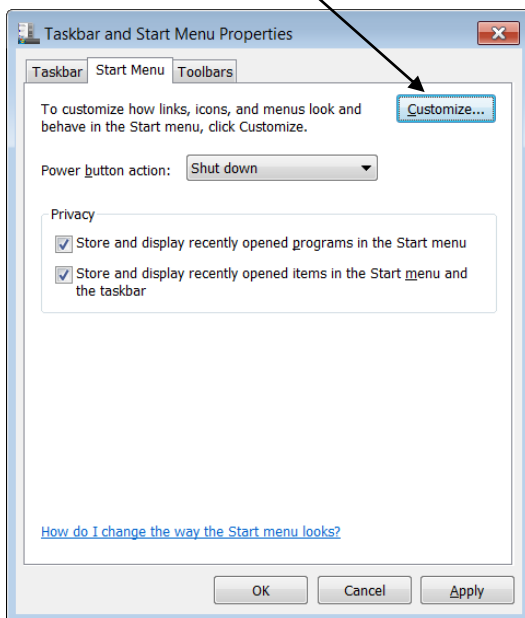 Taskbar and Start Menu Properties
Taskbar Start Menu Toolbars
To customize how links, icons, and menus look and
behave in the Start menu, click Customize.
Customize...
Power button action: Shut down
Privacy
Store and display recently opened programs in the Start menu
Store and display recently opened items in the Start menu and
the taskbar
How do I change the way the Start menu looks?
OK Cancel Apply